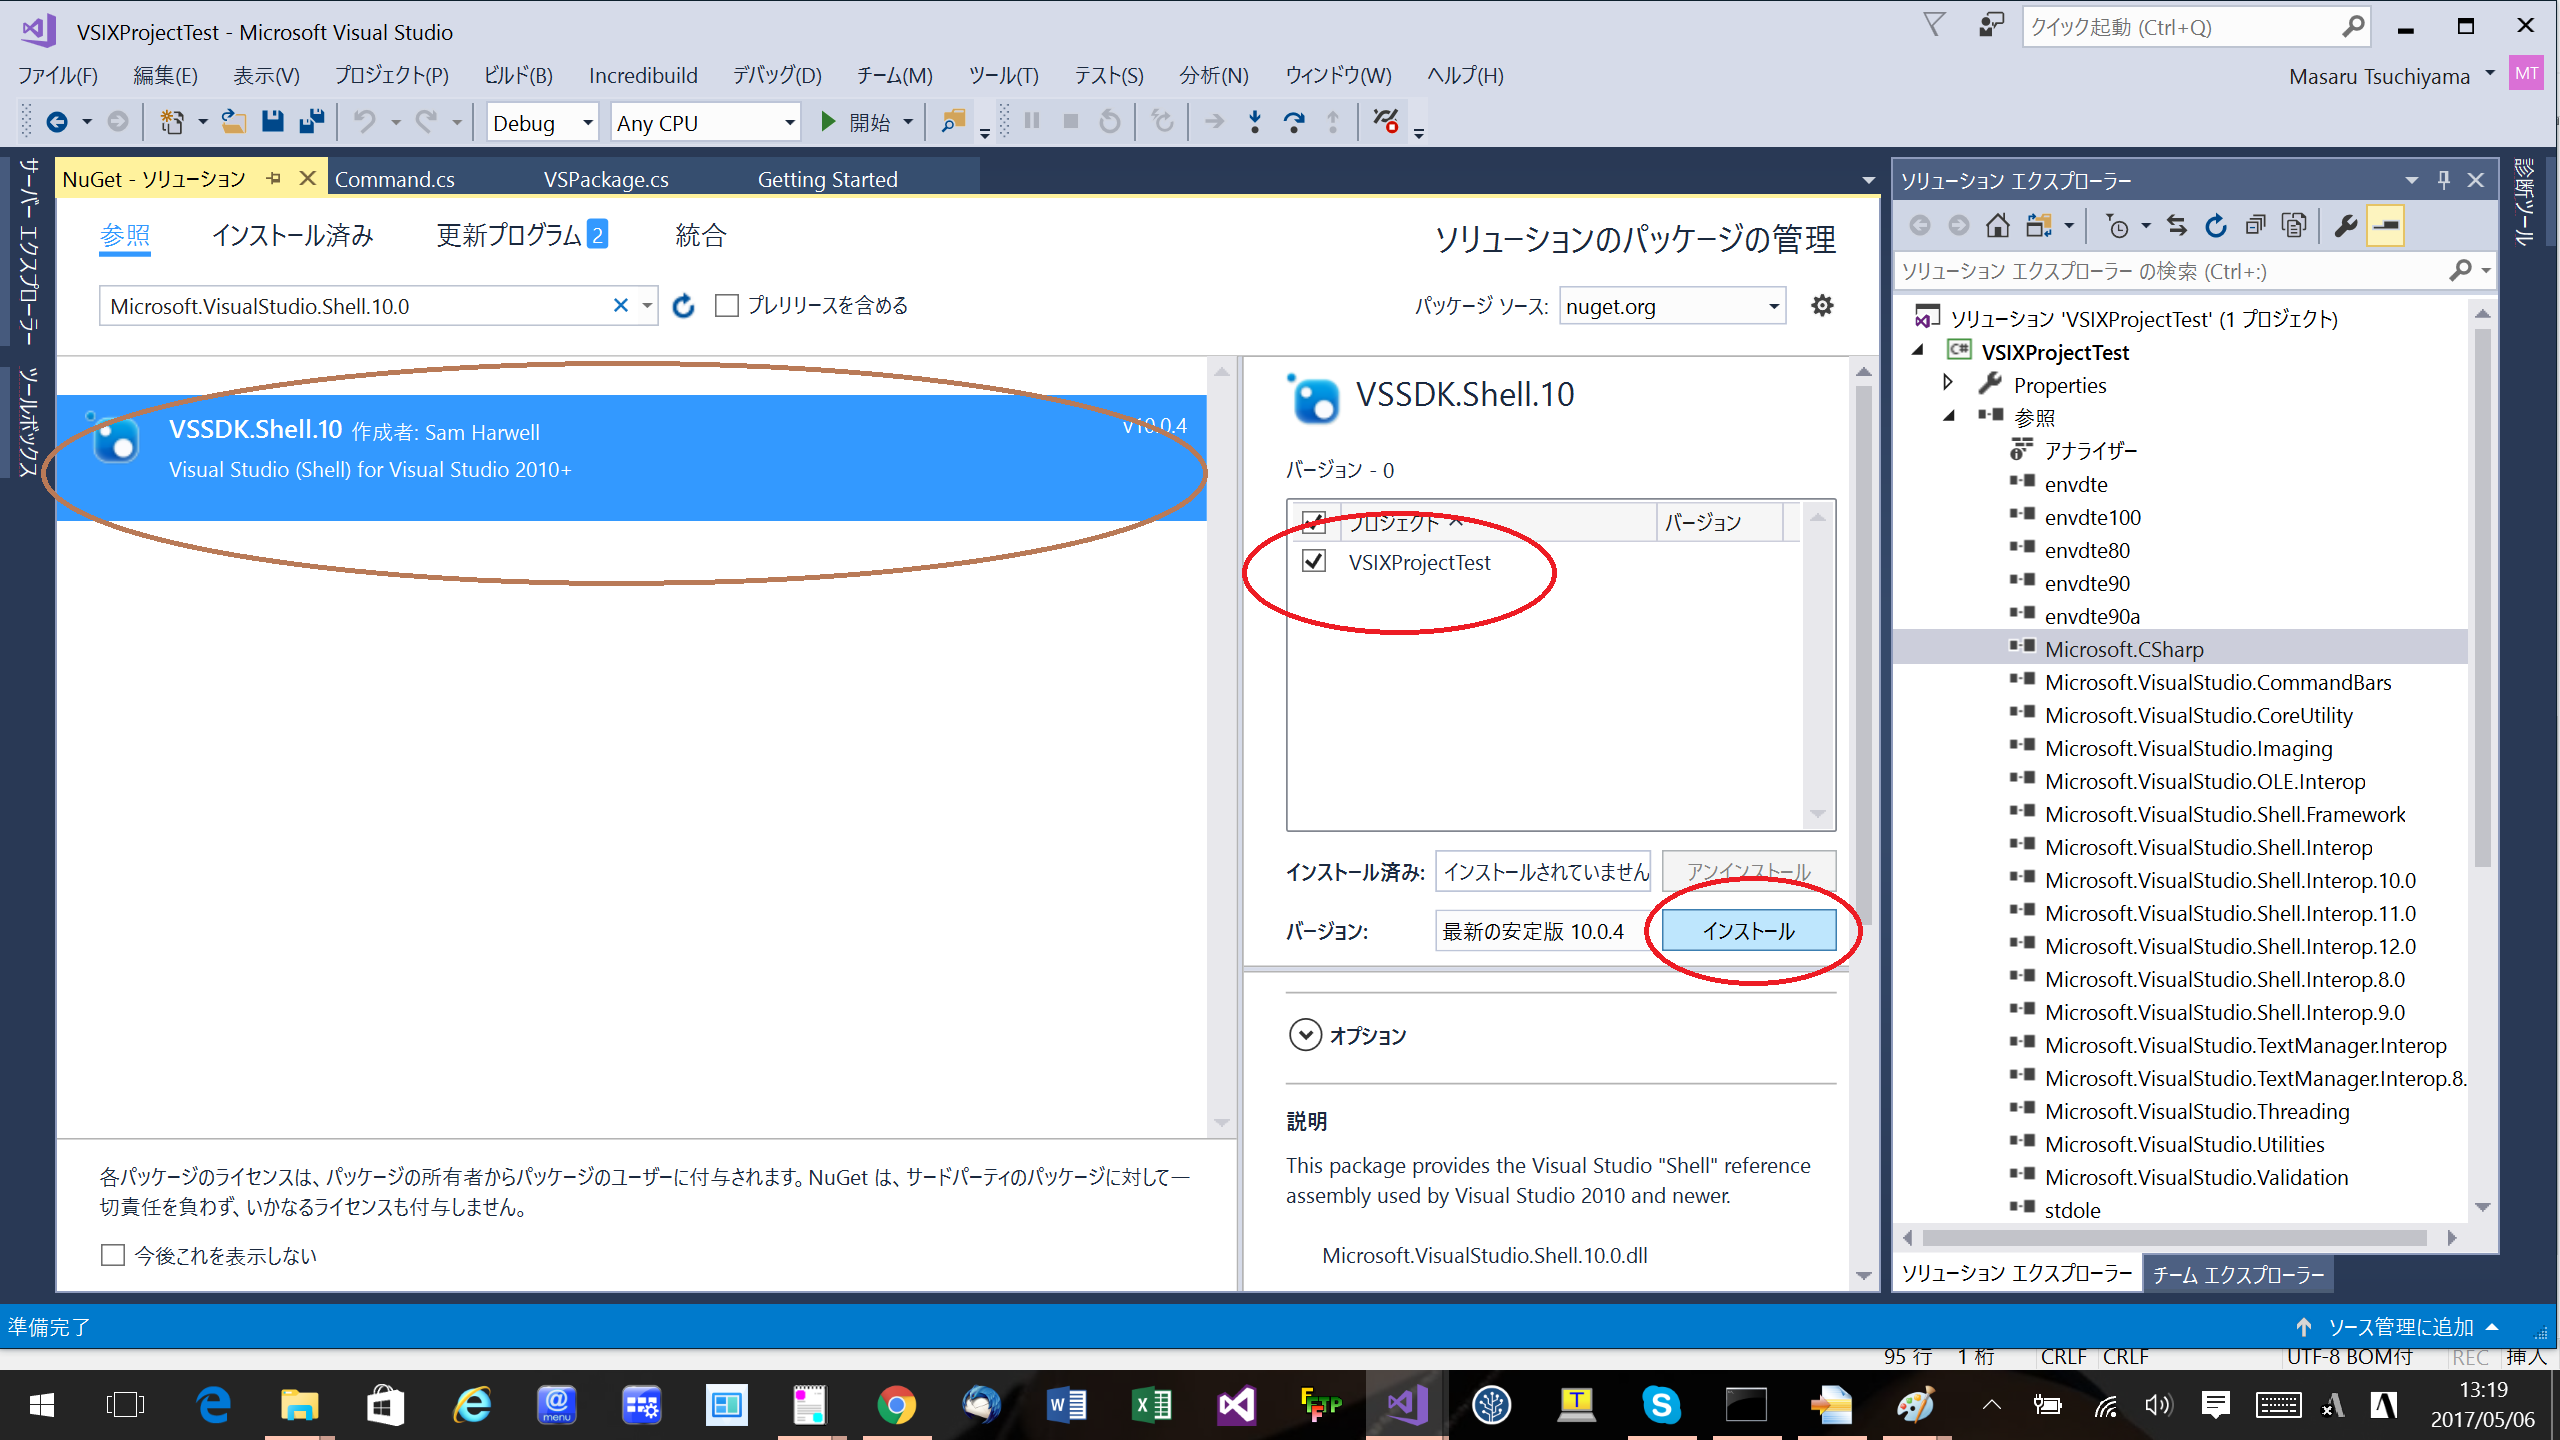 VSIXProjectTest - Microsoft Visual Studio
クイック起動 (Ctrl+Q)
ファイル(F) 編集(E) 表示(V) プロジェクト(P) ビルド(B) Incredibuild デバッグ(D) チーム(M) ツール(T) テスト(S) 分析(N) ウィンドウ(W) ヘルプ(H)
Masaru Tsuchiyama MT
Debug Any CPU 開始
サーバー エクスプローラー
ツールボックス
NuGet - ソリューション Command.cs VSPackage.cs Getting Started
参照 インストール済み 更新プログラム 2 統合
ソリューションのパッケージの管理
Microsoft.VisualStudio.Shell.10.0
プレリリースを含める
パッケージ ソース: nuget.org
VSSDK.Shell.10 作成者: Sam Harwell
v10.0.4
Visual Studio (Shell) for Visual Studio 2010+
VSSDK.Shell.10
バージョン - 0
プロジェクト バージョン
VSIXProjectTest
インストール済み: インストールされていません アンインストール
バージョン: 最新の安定版 10.0.4 インストール
オプション
説明
This package provides the Visual Studio "Shell" reference
assembly used by Visual Studio 2010 and newer.
Microsoft.VisualStudio.Shell.10.0.dll
各パッケージのライセンスは、パッケージの所有者からパッケージのユーザーに付与されます。NuGet は、サードパーティのパッケージに対して一
切責任を負わず、いかなるライセンスも付与しません。
今後これを表示しない
ソリューション エクスプローラー
ソリューション エクスプローラー の検索 (Ctrl+:)
ソリューション 'VSIXProjectTest' (1 プロジェクト)
C# VSIXProjectTest
Properties
参照
アナライザー
envdte
envdte100
envdte80
envdte90
envdte90a
Microsoft.CSharp
Microsoft.VisualStudio.CommandBars
Microsoft.VisualStudio.CoreUtility
Microsoft.VisualStudio.Imaging
Microsoft.VisualStudio.OLE.Interop
Microsoft.VisualStudio.Shell.Framework
Microsoft.VisualStudio.Shell.Interop
Microsoft.VisualStudio.Shell.Interop.10.0
Microsoft.VisualStudio.Shell.Interop.11.0
Microsoft.VisualStudio.Shell.Interop.12.0
Microsoft.VisualStudio.Shell.Interop.8.0
Microsoft.VisualStudio.Shell.Interop.9.0
Microsoft.VisualStudio.TextManager.Interop
Microsoft.VisualStudio.TextManager.Interop.8.
Microsoft.VisualStudio.Threading
Microsoft.VisualStudio.Utilities
Microsoft.VisualStudio.Validation
stdole
ソリューション エクスプローラー チーム エクスプローラー
診断ツール
準備完了
ソース管理に追加
95 行 1 桁 CRLF CRLF UTF-8 BOM付 REC 挿入
@ menu
FFFTP
T
13:19
2017/05/06